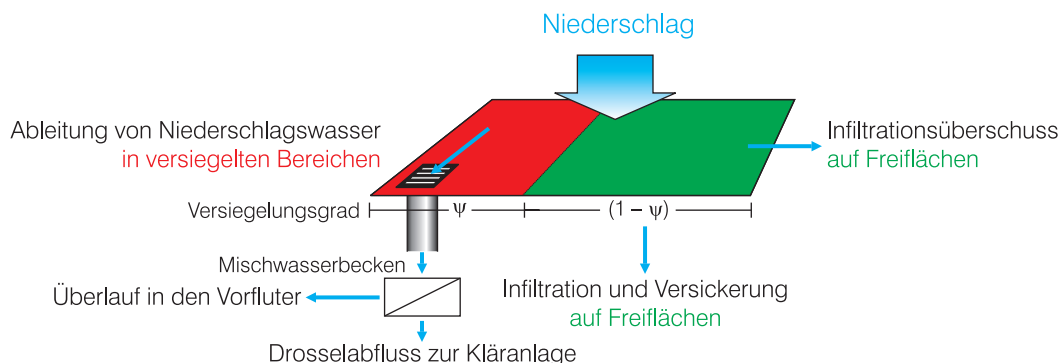 Niederschlag
Ableitung von Niederschlagswasser
in versiegelten Bereichen
Infiltrationsüberschuss
auf Freiflächen
Versiegelungsgrad
ψ
(1 – ψ)
Mischwasserbecken
Überlauf in den Vorfluter
Infiltration und Versickerung
auf Freiflächen
Drosselabfluss zur Kläranlage